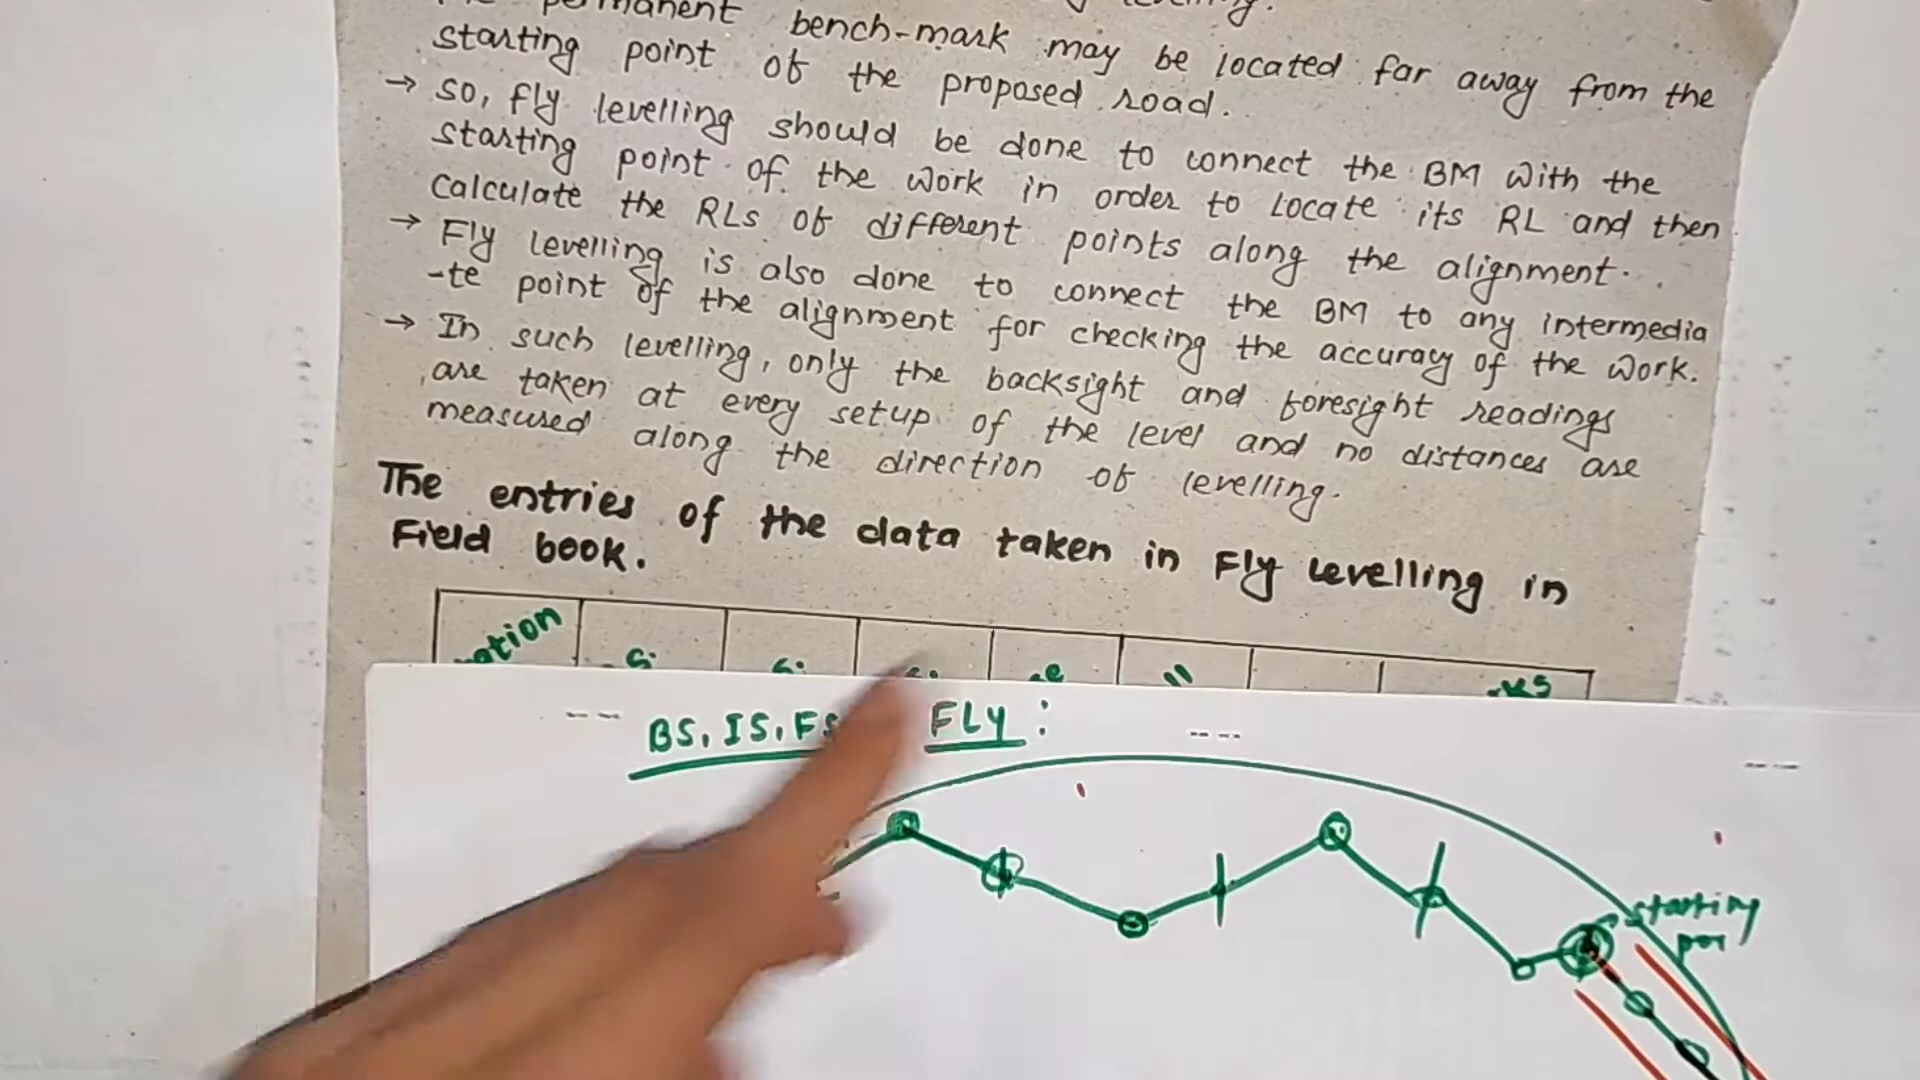 permanent bench-mark may be located far away from the
starting point of the proposed road.
→ so, fly levelling should be done to connect the BM with the
starting point of the work in order to locate its RL and then
calculate the RLs of different points along the alignment.
→ Fly levelling is also done to connect the BM to any intermedia
-te point of the alignment for checking the accuracy of the work.
→ In such levelling, only the backsight and foresight readings
are taken at every setup of the level and no distances are
measured along the direction of levelling.
The entries of the data taken in Fly levelling in
Field book.
BS, IS, FS FLY :
starting